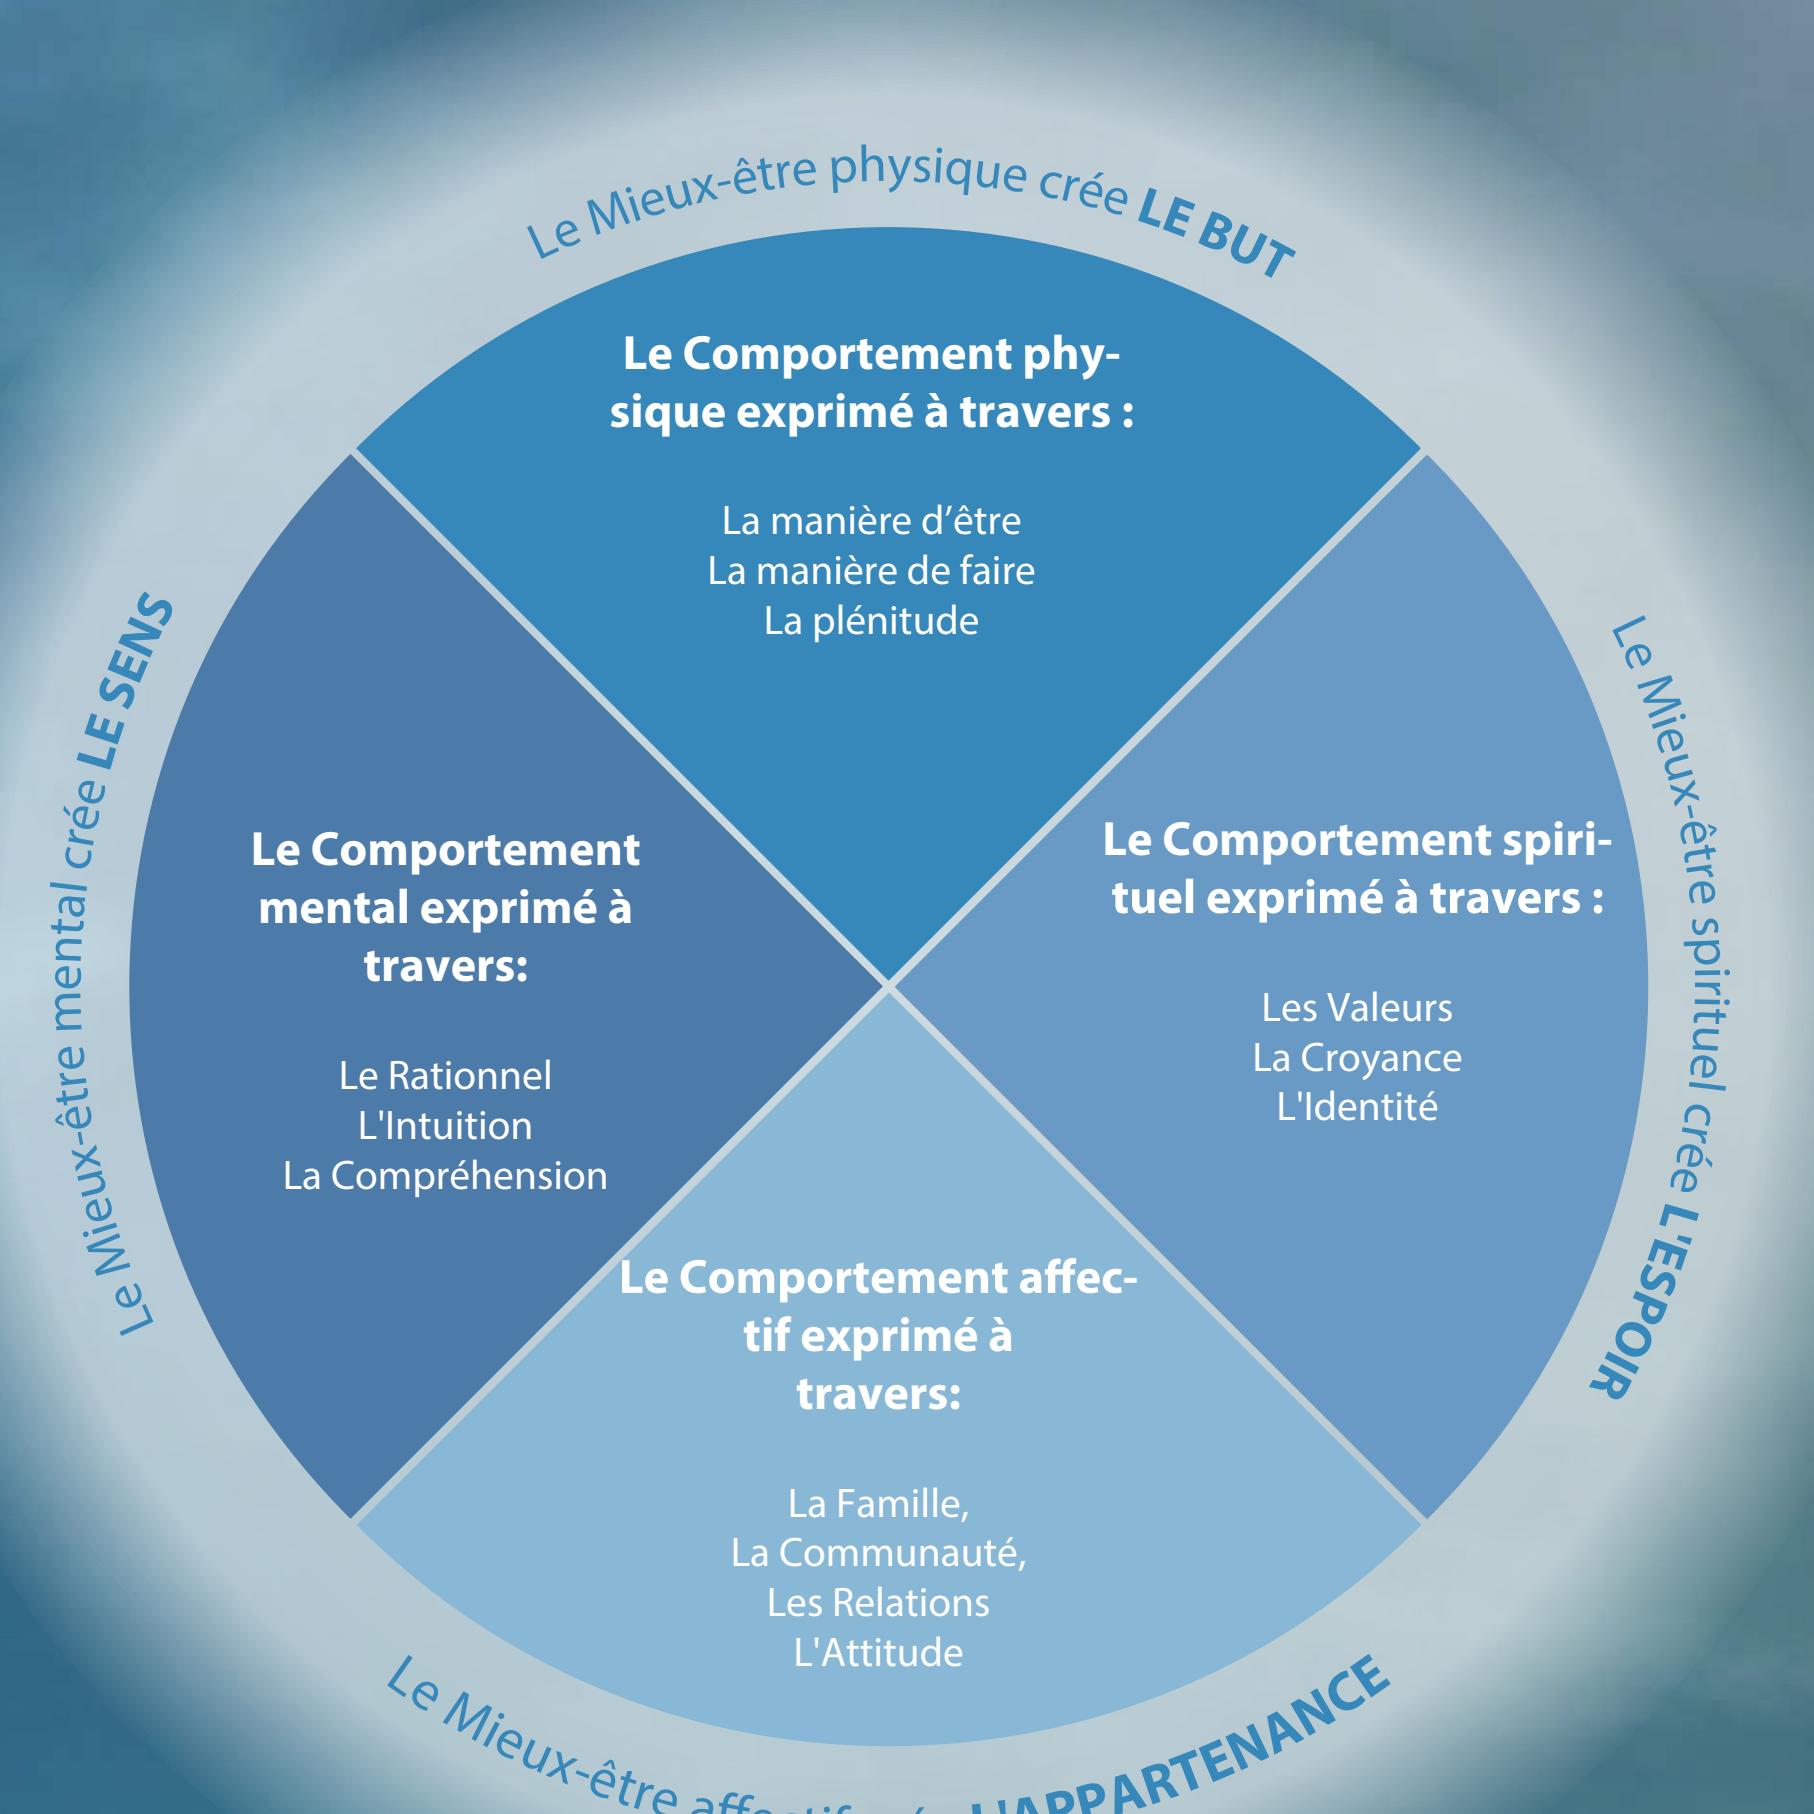 Le Mieux-être physique crée LE BUT
Le Comportement phy-
sique exprimé à travers :
La manière d’être
La manière de faire
La plénitude
Le Mieux-être mental crée LE SENS
Le Comportement
mental exprimé à
travers:
Le Rationnel
L'Intuition
La Compréhension
Le Comportement spiri-
tuel exprimé à travers :
Les Valeurs
La Croyance
L'Identité
Le Mieux-être spirituel crée L'ESPOIR
Le Comportement affec-
tif exprimé à
travers:
La Famille,
La Communauté,
Les Relations
L'Attitude
Le Mieux-être affectif L'APPARTENANCE